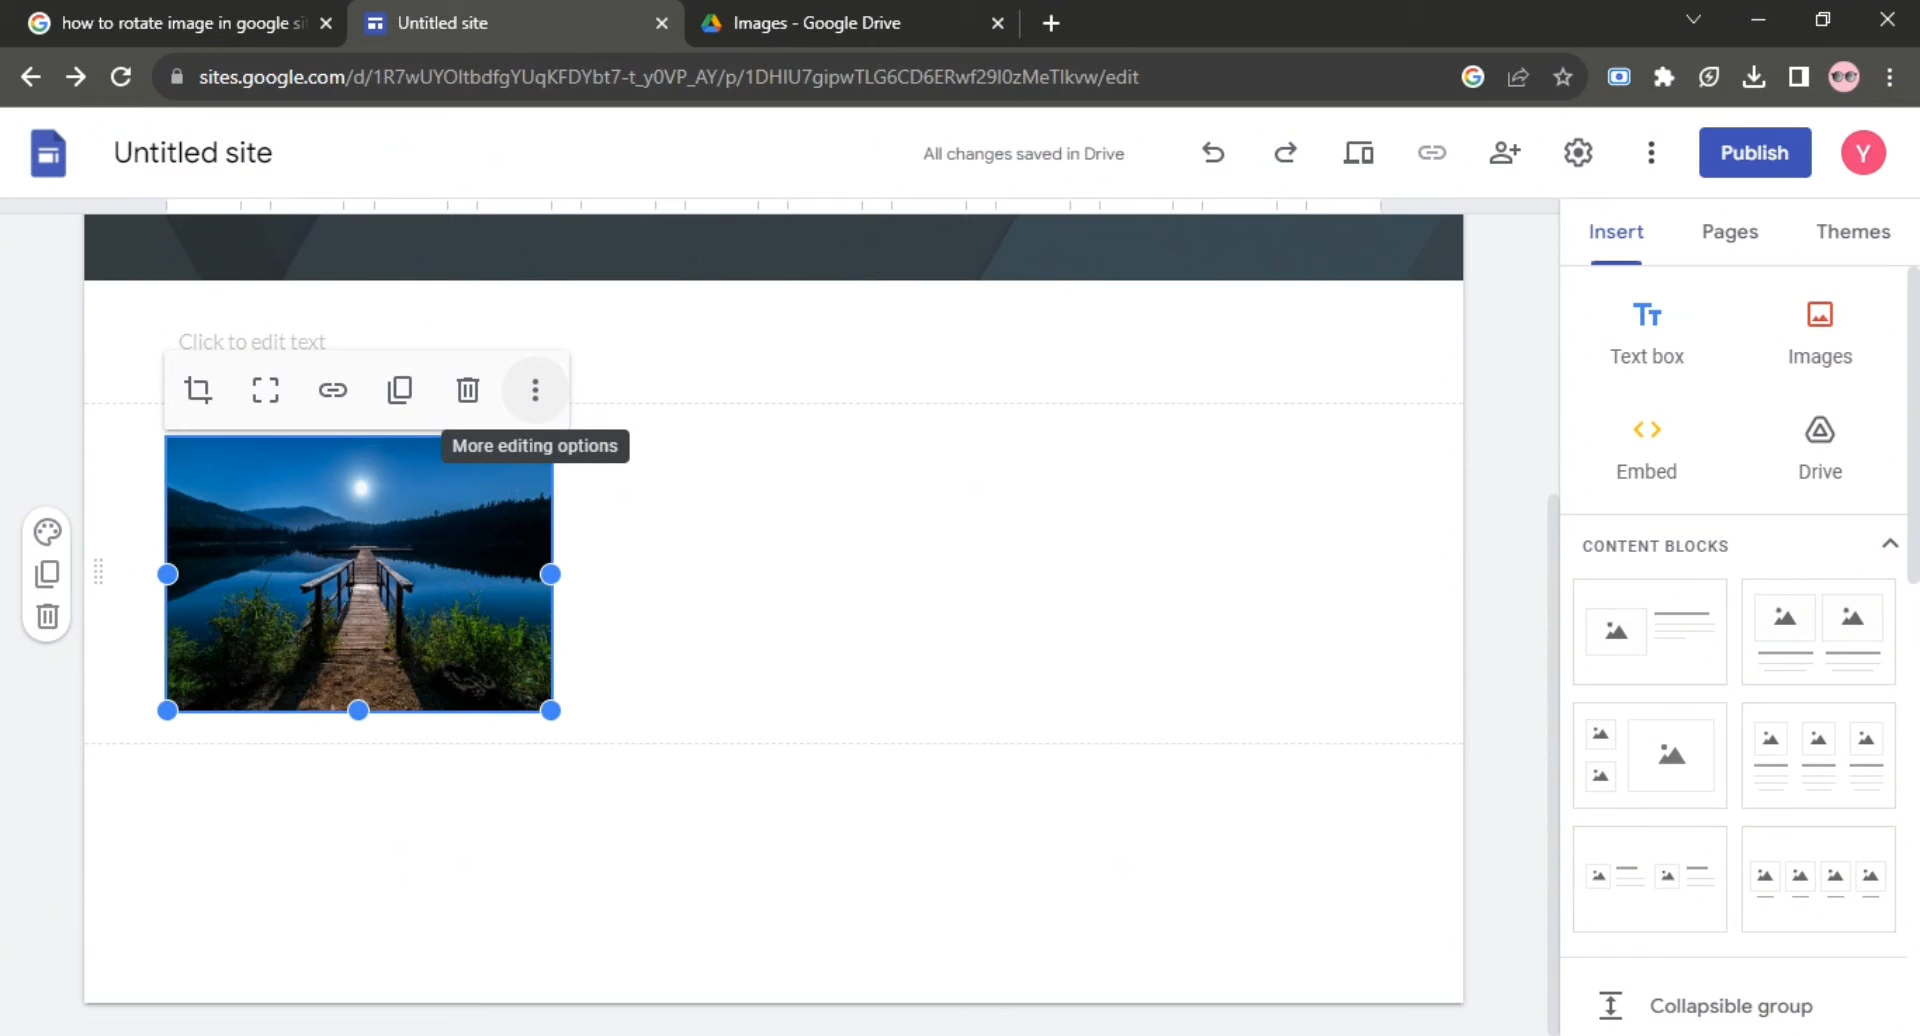 how to rotate image in google si
Untitled site
Images - Google Drive
sites.google.com/d/1R7wUYOltbdfgYUqKFDYbt7-t_y0VP_AY/p/1DHIU7gipwTLG6CD6ERwf29l0zMeTlkvw/edit
Untitled site
All changes saved in Drive
Publish
Y
Insert
Pages
Themes
Click to edit text
More editing options
Text box
Images
Embed
Drive
CONTENT BLOCKS
Collapsible group